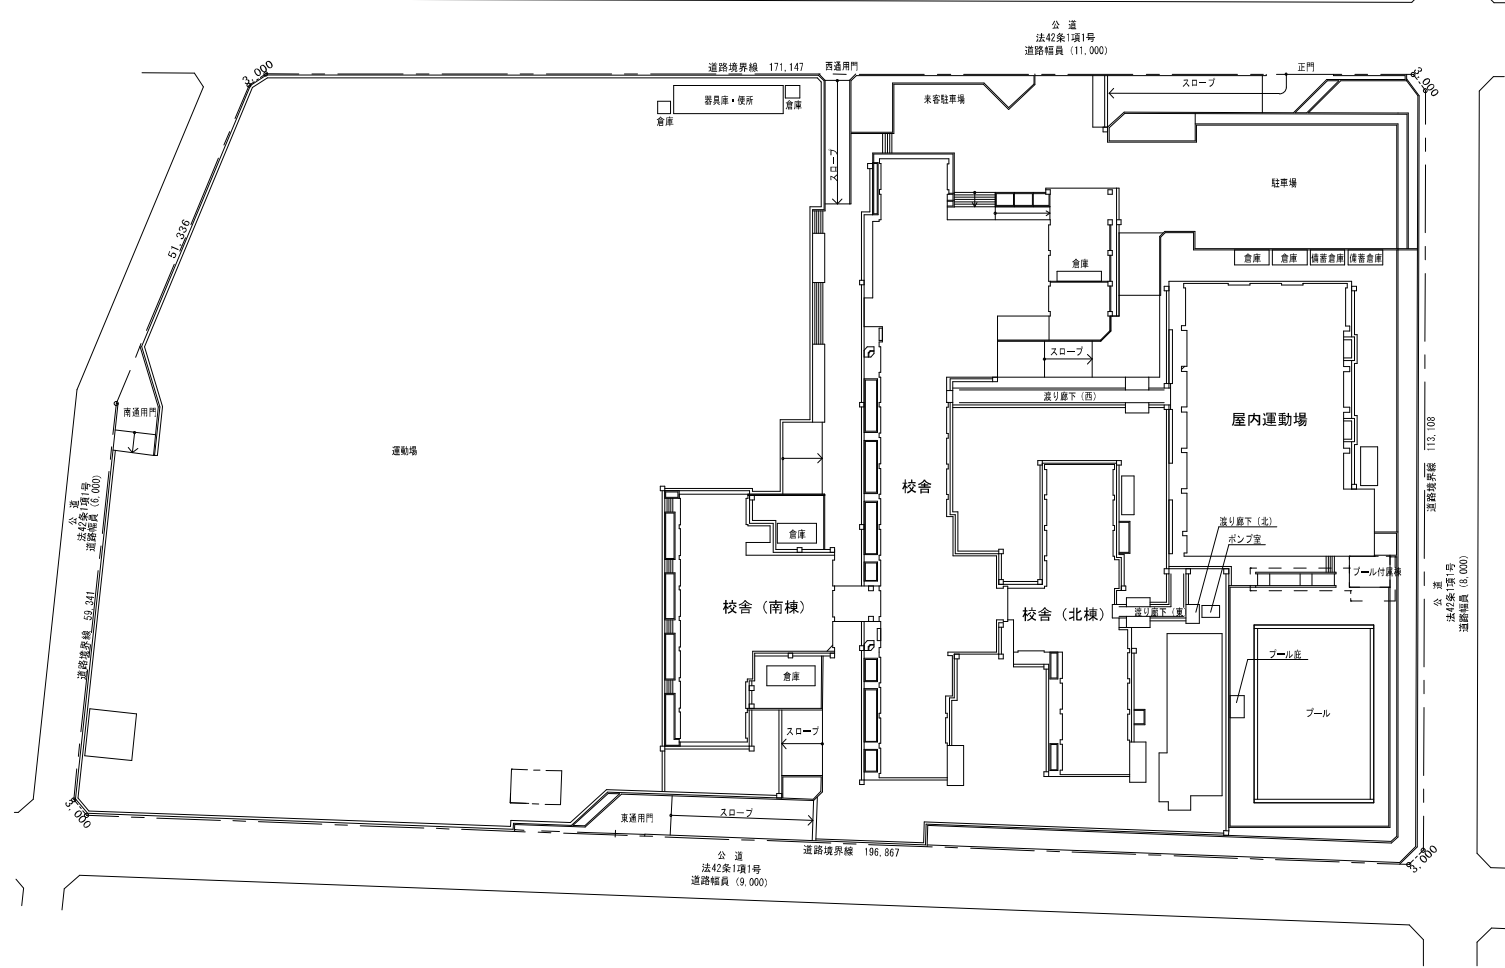 公 道
法42条1項1号
道路幅員 (11,000)
3,000
道路境界線 171,147
西通用門
正門
3,000
スロープ
器具庫・便所
倉庫
倉庫
来客駐車場
スロープ
駐車場
51,336
倉庫
倉庫
倉庫
備蓄倉庫
備蓄倉庫
スロープ
渡り廊下 (西)
南通用門
屋内運動場
道路境界線 113,108
運動場
校舎
公 道
法42条1項1号
道路幅員 (6,000)
渡り廊下 (北)
倉庫
ポンプ室
プール付属棟
公 道
法42条1項1号
道路幅員 (8,000)
道路境界線 59,341
校舎 (南棟)
校舎 (北棟)
渡り廊下 (東
プール庇
倉庫
プール
スロープ
3,000
東通用門
スロープ
道路境界線 196,867
3,000
公 道
法42条1項1号
道路幅員 (9,000)